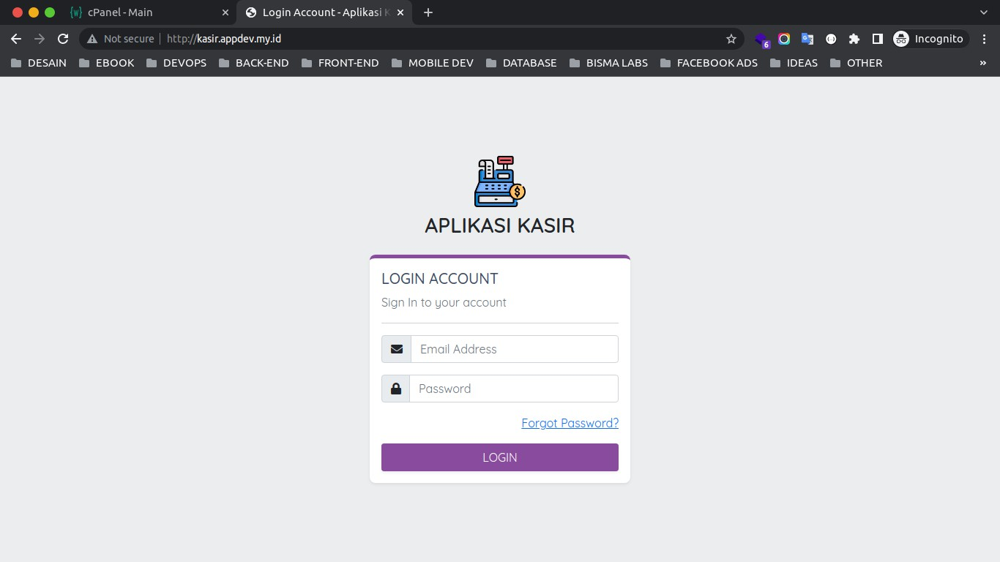 cPanel - Main
Login Account - Aplikasi K
Not secure | http://kasir.appdev.my.id
6
Incognito
DESAIN
EBOOK
DEVOPS
BACK-END
FRONT-END
MOBILE DEV
DATABASE
BISMA LABS
FACEBOOK ADS
IDEAS
OTHER
»
APLIKASI KASIR
LOGIN ACCOUNT
Sign In to your account
Email Address
Password
Forgot Password?
LOGIN